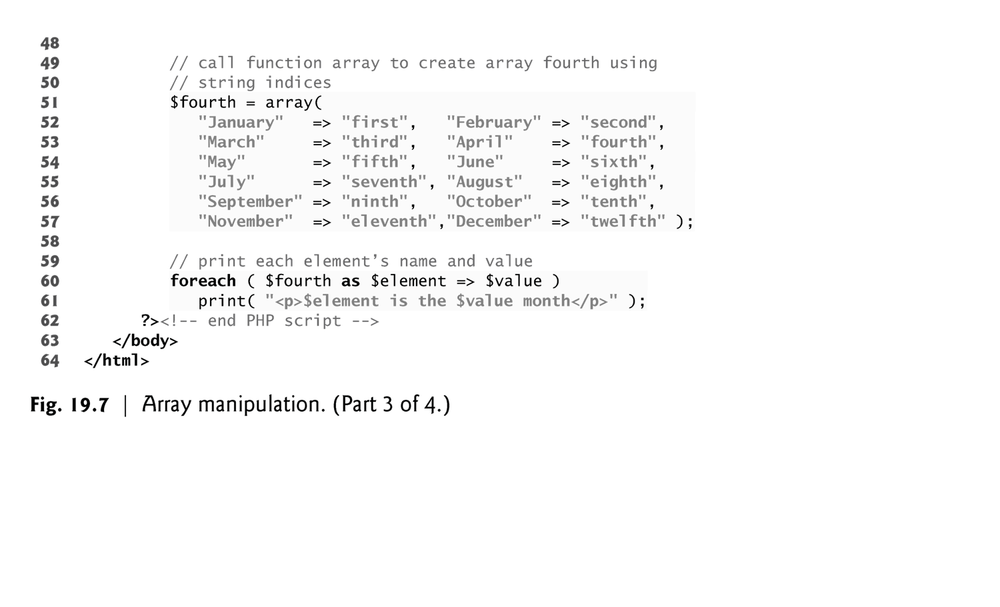 48
49 // call function array to create array fourth using
50 // string indices
51 $fourth = array(
52 "January" => "first", "February" => "second",
53 "March" => "third", "April" => "fourth",
54 "May" => "fifth", "June" => "sixth",
55 "July" => "seventh", "August" => "eighth",
56 "September" => "ninth", "October" => "tenth",
57 "November" => "eleventh","December" => "twelfth" );
58
59 // print each element’s name and value
60 foreach ( $fourth as $element => $value )
61 print( "<p>$element is the $value month</p>" );
62 ?><!-- end PHP script -->
63 </body>
64 </html>
Fig. 19.7 | Array manipulation. (Part 3 of 4.)